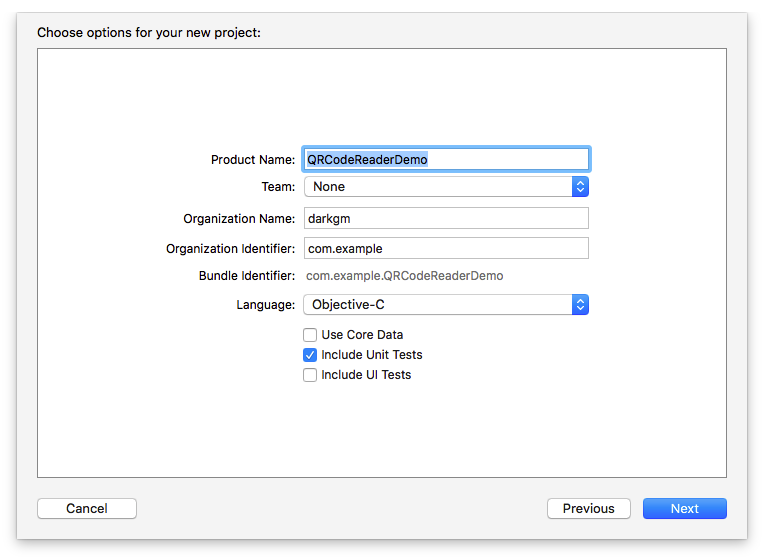 Choose options for your new project:
Product Name: QRCodeReaderDemo
Team: None
Organization Name: darkgm
Organization Identifier: com.example
Bundle Identifier: com.example.QRCodeReaderDemo
Language: Objective-C
Use Core Data
Include Unit Tests
Include UI Tests
Cancel Previous Next